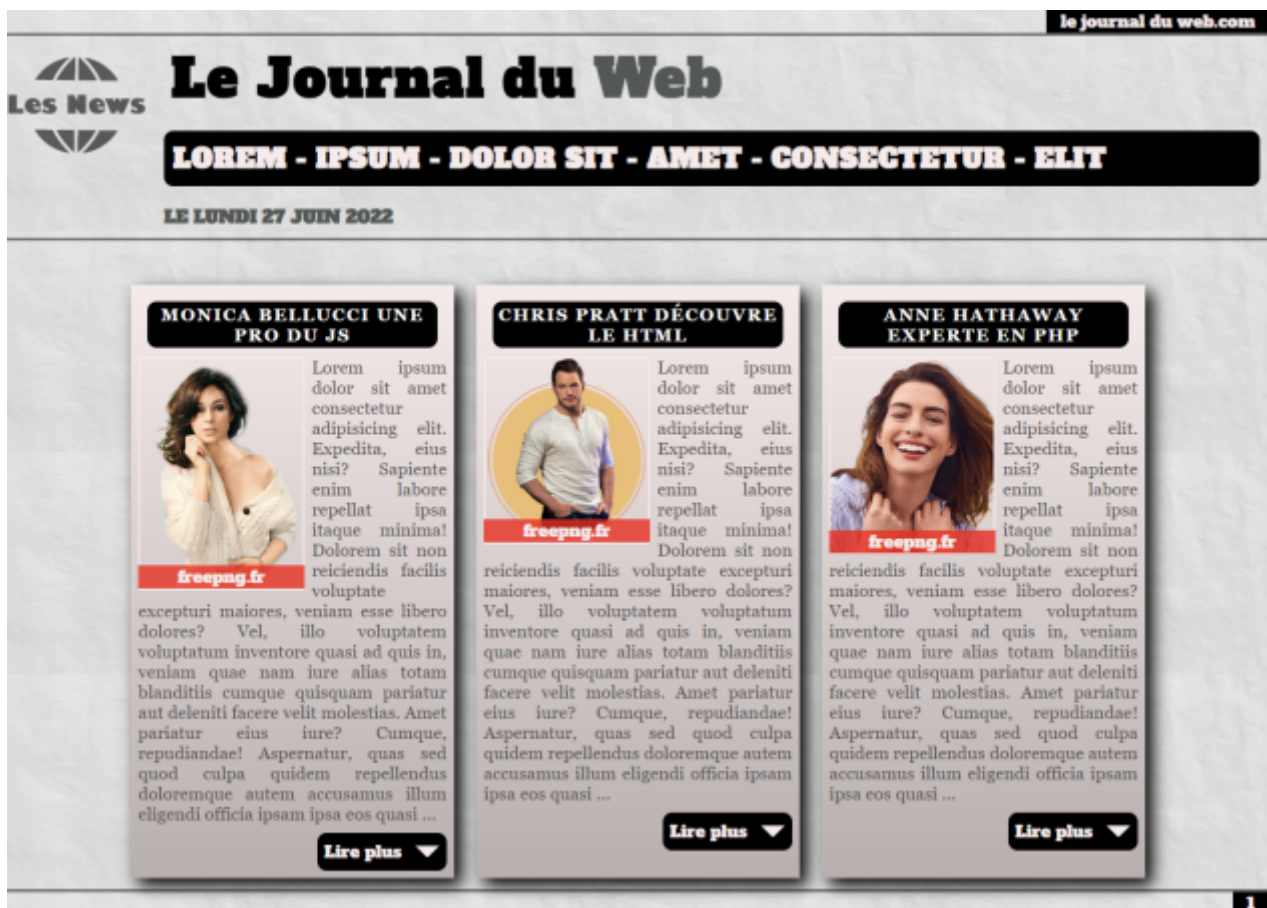 le journal du web.com
Les News
Le Journal du Web
LOREM - IPSUM - DOLOR SIT - AMET - CONSECTETUR - ELIT
LE LUNDI 27 JUIN 2022
MONICA BELLUCCI UNE
PRO DU JS
Lorem ipsum
dolor sit amet
consectetur
adipisicing elit.
Expedita, eius
nisi? Sapiente
enim labore
repellat ipsa
itaque minima!
Dolorem sit non
reiciendis facilis
voluptate
freepng.fr
excepturi maiores, veniam esse libero
dolores? Vel, illo voluptatem
voluptatum inventore quasi ad quis in,
veniam quae nam iure alias totam
blanditiis cumque quisquam pariatur
aut deleniti facere velit molestias. Amet
pariatur eius iure? Cumque,
repudiandae! Aspernatur, quas sed
quod culpa quidem repellendus
doloremque autem accusamus illum
eligendi officia ipsam ipsa eos quasi ...
Lire plus
CHRIS PRATT DÉCOUVRE
LE HTML
Lorem ipsum
dolor sit amet
consectetur
adipisicing elit.
Expedita, eius
nisi? Sapiente
enim labore
repellat ipsa
itaque minima!
Dolorem sit non
freepng.fr
reiciendis facilis voluptate excepturi
maiores, veniam esse libero dolores?
Vel, illo voluptatem voluptatum
inventore quasi ad quis in, veniam
quae nam iure alias totam blanditiis
cumque quisquam pariatur aut deleniti
facere velit molestias. Amet pariatur
eius iure? Cumque, repudiandae!
Aspernatur, quas sed quod culpa
quidem repellendus doloremque autem
accusamus illum eligendi officia ipsam
ipsa eos quasi ...
Lire plus
ANNE HATHAWAY
EXPERTE EN PHP
Lorem ipsum
dolor sit amet
consectetur
adipisicing elit.
Expedita, eius
nisi? Sapiente
enim labore
repellat ipsa
itaque minima!
Dolorem sit non
freepng.fr
reiciendis facilis voluptate excepturi
maiores, veniam esse libero dolores?
Vel, illo voluptatem voluptatum
inventore quasi ad quis in, veniam
quae nam iure alias totam blanditiis
cumque quisquam pariatur aut deleniti
facere velit molestias. Amet pariatur
eius iure? Cumque, repudiandae!
Aspernatur, quas sed quod culpa
quidem repellendus doloremque autem
accusamus illum eligendi officia ipsam
ipsa eos quasi ...
Lire plus
1